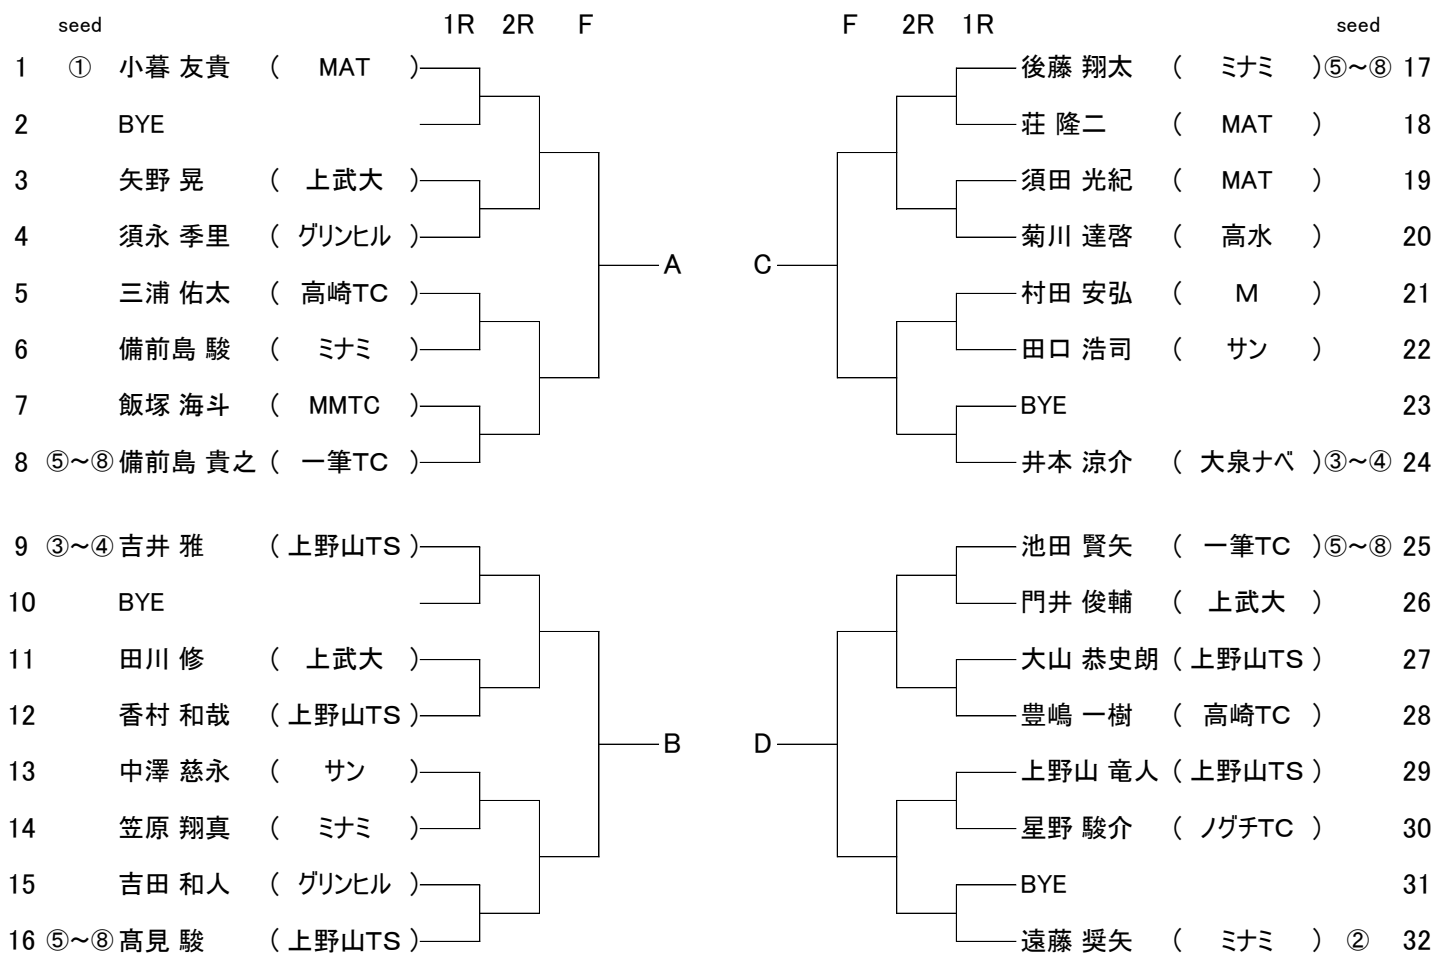 seed 1R 2R F F 2R 1R seed
1 ① 小暮 友貴 ( MAT ) 後藤 翔太 ( ミナミ ) ⑤～⑧ 17
2 BYE 荘 隆二 ( MAT ) 18
3 矢野 晃 ( 上武大 ) 須田 光紀 ( MAT ) 19
4 須永 季里 ( グリンヒル ) 菊川 達啓 ( 高水 ) 20
A C
5 三浦 佑太 ( 高崎TC ) 村田 安弘 ( M ) 21
6 備前島 駿 ( ミナミ ) 田口 浩司 ( サン ) 22
7 飯塚 海斗 ( MMTC ) BYE 23
8 ⑤～⑧ 備前島 貴之 ( 一筆TC ) 井本 涼介 ( 大泉ナベ ) ③～④ 24
9 ③～④ 吉井 雅 ( 上野山TS ) 池田 賢矢 ( 一筆TC ) ⑤～⑧ 25
10 BYE 門井 俊輔 ( 上武大 ) 26
11 田川 修 ( 上武大 ) 大山 恭史朗 ( 上野山TS ) 27
12 香村 和哉 ( 上野山TS ) 豊嶋 一樹 ( 高崎TC ) 28
B D
13 中澤 慈永 ( サン ) 上野山 竜人 ( 上野山TS ) 29
14 笠原 翔真 ( ミナミ ) 星野 駿介 ( ノグチTC ) 30
15 吉田 和人 ( グリンヒル ) BYE 31
16 ⑤～⑧ 髙見 駿 ( 上野山TS ) 遠藤 奨矢 ( ミナミ ) ② 32